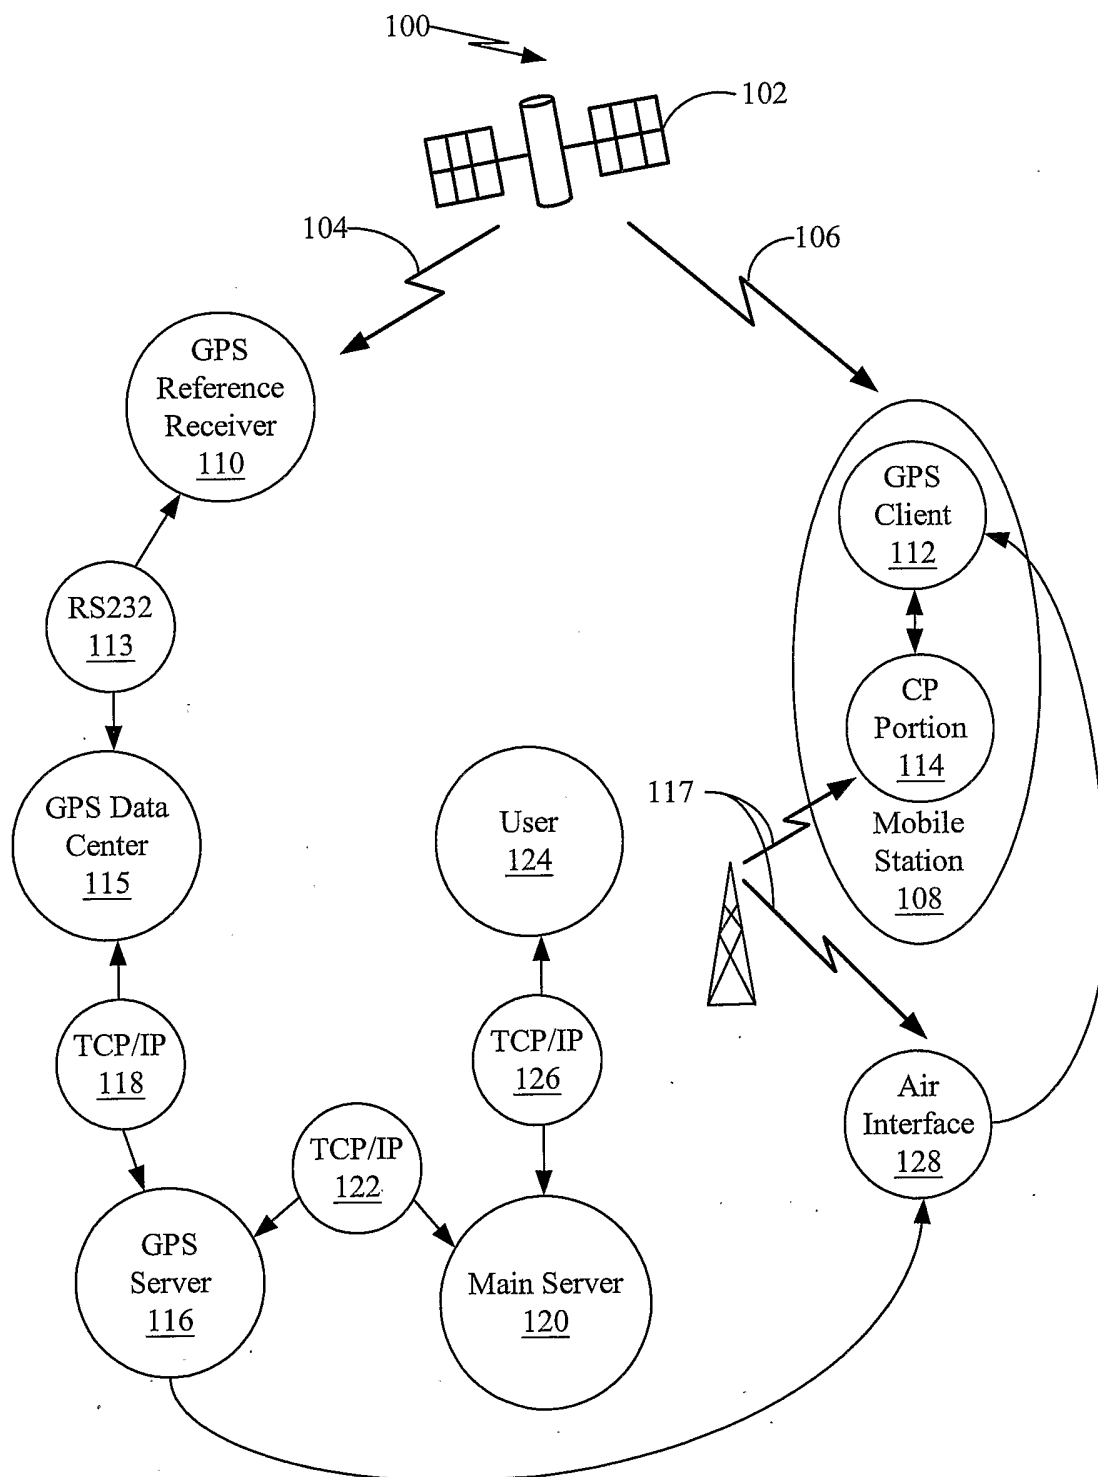 100
102
104
106
GPS
Reference
Receiver
110
GPS
Client
112
RS232
113
CP
Portion
114
Mobile
Station
108
117
GPS Data
Center
115
User
124
TCP/IP
118
TCP/IP
126
TCP/IP
122
Air
Interface
128
GPS
Server
116
Main Server
120